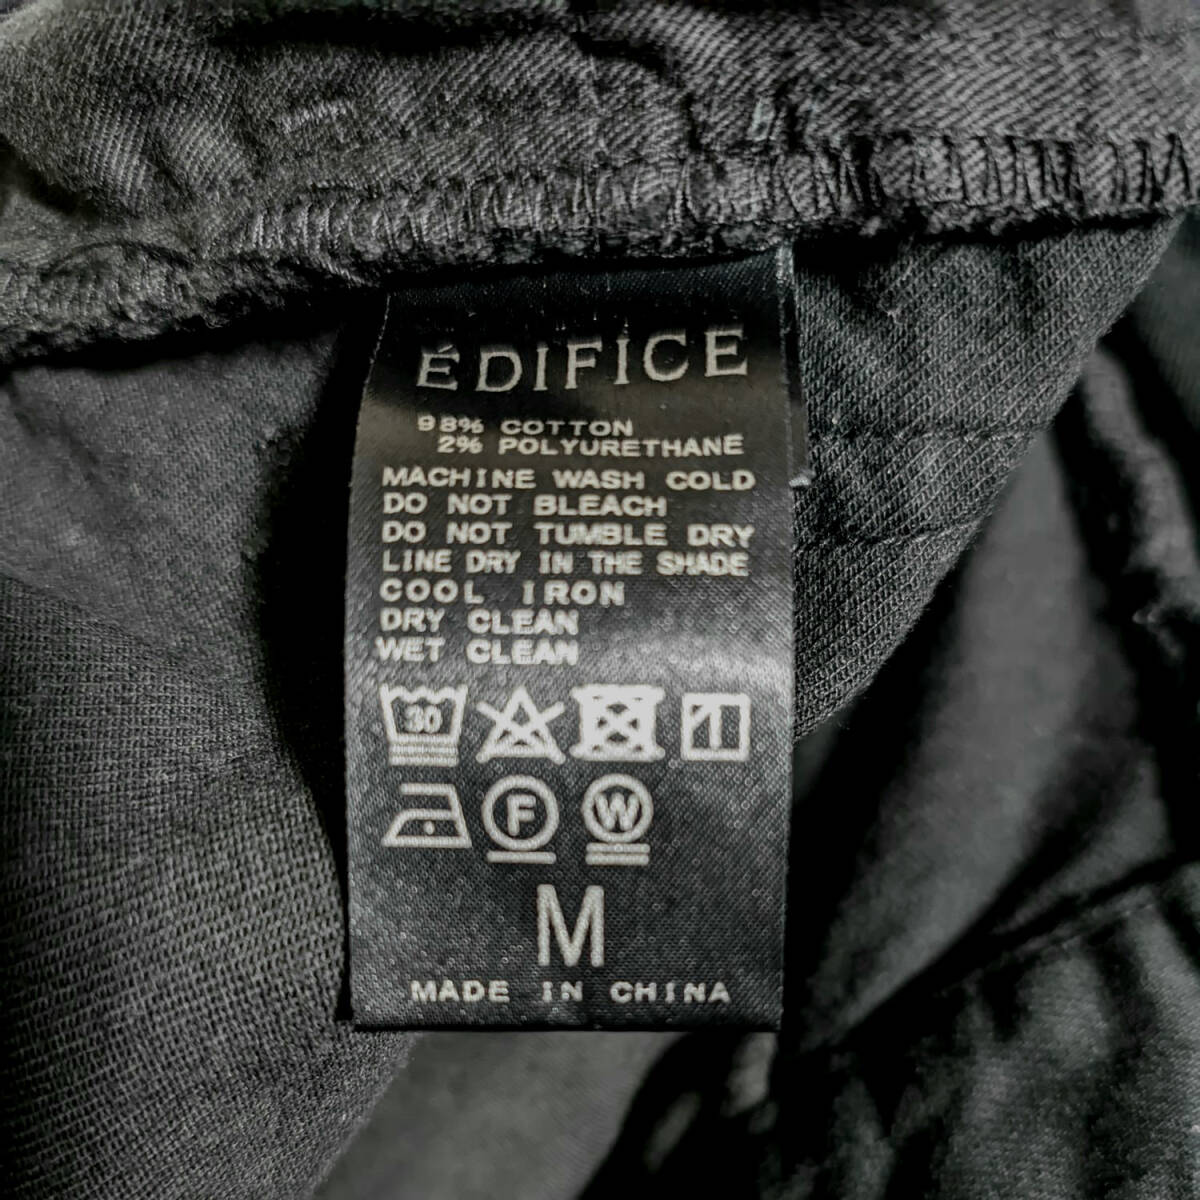 ÉDIFICE
98% COTTON
2% POLYURETHANE
MACHINE WASH COLD
DO NOT BLEACH
DO NOT TUMBLE DRY
LINE DRY IN THE SHADE
COOL IRON
DRY CLEAN
WET CLEAN
30
F W
M
MADE IN CHINA